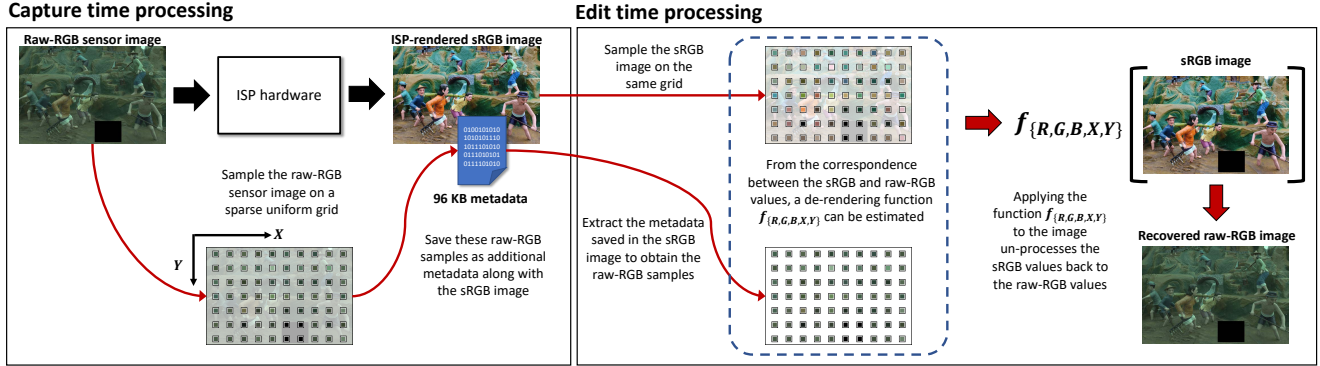 Capture time processing
Raw-RGB sensor image
ISP hardware
ISP-rendered sRGB image
0100101010
1010101110
1011101010
0111010101
0111101010
96 KB metadata
Sample the raw-RGB
sensor image on a
sparse uniform grid
X
Y
Save these raw-RGB
samples as additional
metadata along with
the sRGB image
Edit time processing
Sample the sRGB
image on the
same grid
From the correspondence
between the sRGB and raw-RGB
values, a de-rendering function
f{R,G,B,X,Y} can be estimated
Extract the metadata
saved in the sRGB
image to obtain the
raw-RGB samples
f{R,G,B,X,Y}
sRGB image
Applying the
function f{R,G,B,X,Y}
to the image
un-processes the
sRGB values back to
the raw-RGB values
Recovered raw-RGB image